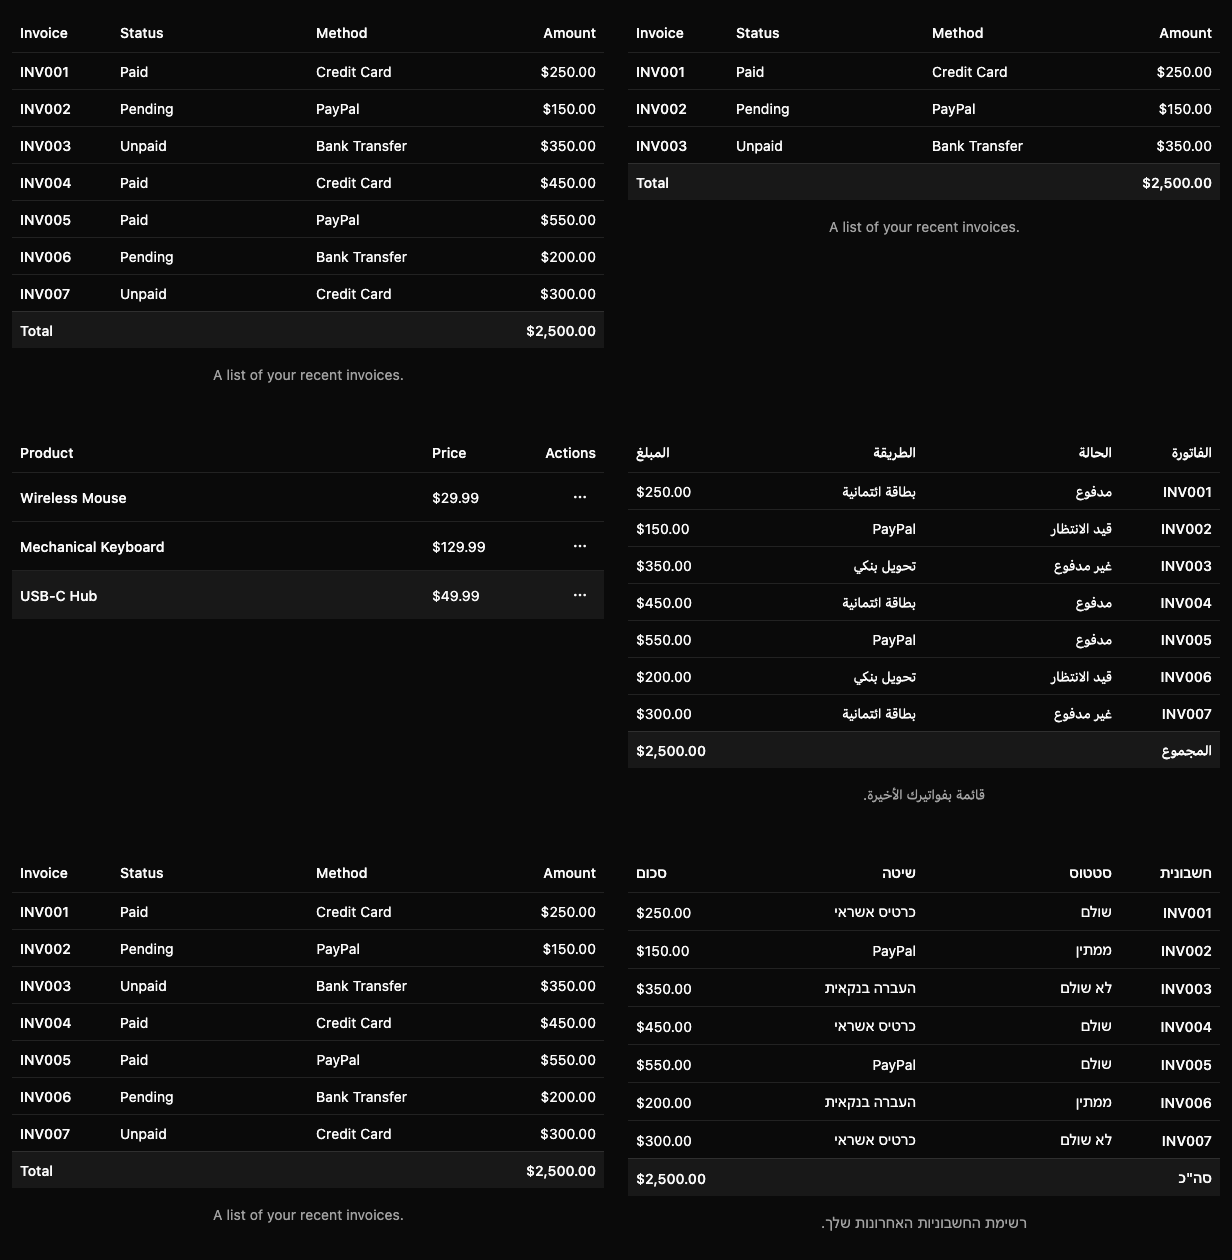 Invoice Status Method Amount
INV001 Paid Credit Card $250.00
INV002 Pending PayPal $150.00
INV003 Unpaid Bank Transfer $350.00
INV004 Paid Credit Card $450.00
INV005 Paid PayPal $550.00
INV006 Pending Bank Transfer $200.00
INV007 Unpaid Credit Card $300.00
Total $2,500.00
A list of your recent invoices.
Invoice Status Method Amount
INV001 Paid Credit Card $250.00
INV002 Pending PayPal $150.00
INV003 Unpaid Bank Transfer $350.00
Total $2,500.00
A list of your recent invoices.
Product Price Actions
Wireless Mouse $29.99 ···
Mechanical Keyboard $129.99 ···
USB-C Hub $49.99 ···
الفاتورة الحالة الطريقة المبلغ
INV001 مدفوع بطاقة ائتمانية $250.00
INV002 قيد الانتظار PayPal $150.00
INV003 غير مدفوع تحويل بنكي $350.00
INV004 مدفوع بطاقة ائتمانية $450.00
INV005 مدفوع PayPal $550.00
INV006 قيد الانتظار تحويل بنكي $200.00
INV007 غير مدفوع بطاقة ائتمانية $300.00
المجموع $2,500.00
قائمة بفواتيرك الأخيرة.
Invoice Status Method Amount
INV001 Paid Credit Card $250.00
INV002 Pending PayPal $150.00
INV003 Unpaid Bank Transfer $350.00
INV004 Paid Credit Card $450.00
INV005 Paid PayPal $550.00
INV006 Pending Bank Transfer $200.00
INV007 Unpaid Credit Card $300.00
Total $2,500.00
A list of your recent invoices.
חשבונית סטטוס שיטה סכום
INV001 שולם כרטיס אשראי $250.00
INV002 ממתין PayPal $150.00
INV003 לא שולם העברה בנקאית $350.00
INV004 שולם כרטיס אשראי $450.00
INV005 שולם PayPal $550.00
INV006 ממתין העברה בנקאית $200.00
INV007 לא שולם כרטיס אשראי $300.00
סה"כ $2,500.00
רשימת החשבוניות האחרונות שלך.